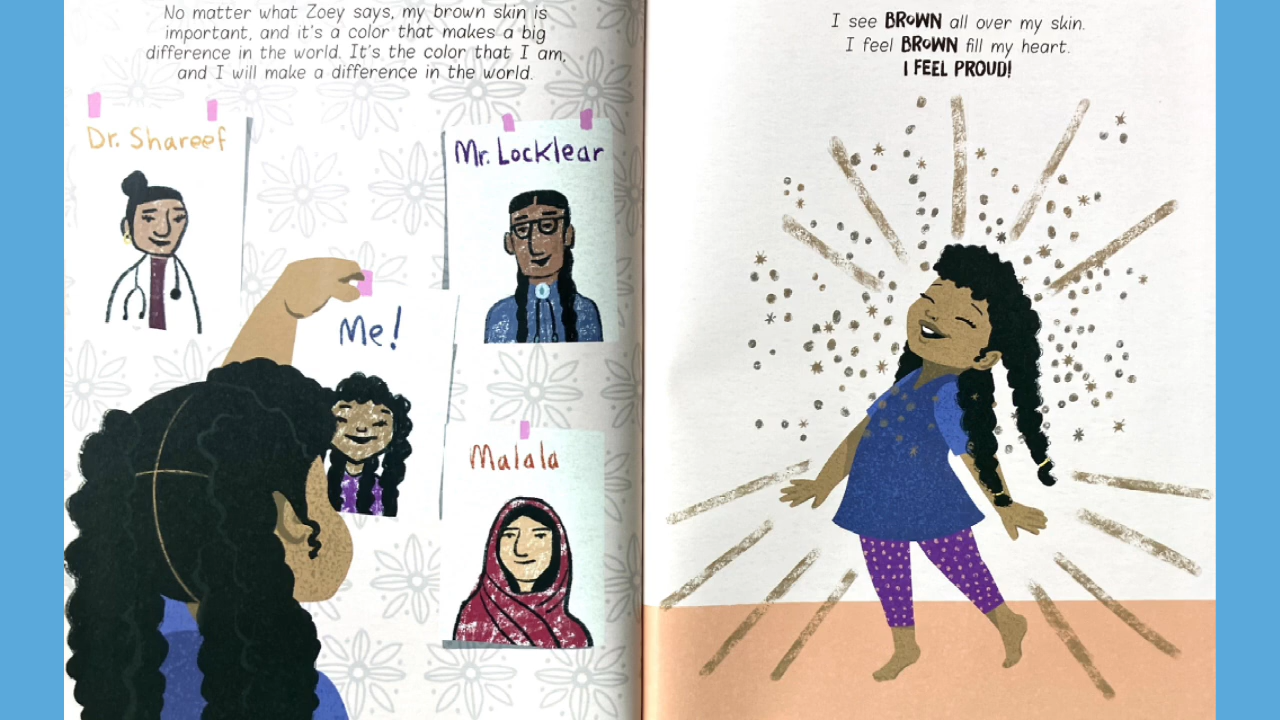 No matter what Zoey says, my brown skin is
important, and it's a color that makes a big
difference in the world. It's the color that I am,
and I will make a difference in the world.
Dr. Shareef
Mr. Locklear
Me!
Malala
I see BROWN all over my skin.
I feel BROWN fill my heart.
I FEEL PROUD!